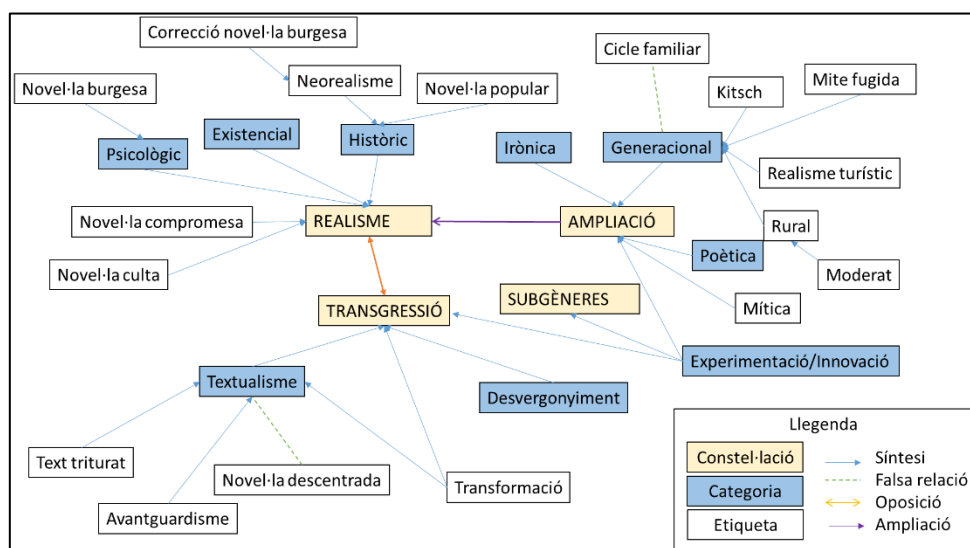 Correcció novel·la burgesa
Cicle familiar
Novel·la burgesa
Neorealisme
Novel·la popular
Kitsch
Mite fugida
Psicològic
Existencial
Històric
Irònica
Generacional
Realisme turístic
Novel·la compromesa
REALISME
AMPLIACIÓ
Rural
Poètica
Moderat
Novel·la culta
TRANSGRESSIÓ
SUBGÈNERES
Mítica
Experimentació/Innovació
Textualisme
Desvergonyiment
Text triturat
Novel·la descentrada
Transformació
Avantguardisme
Llegenda
Constel·lació
Síntesi
Falsa relació
Categoria
Oposició
Etiqueta
Ampliació